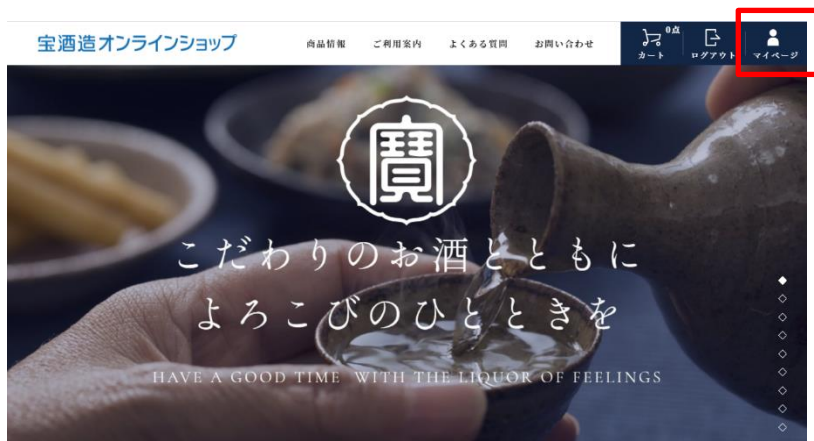 宝酒造オンラインショップ
商品情報 ご利用案内 よくある質問 お問い合わせ
0点
カート ログアウト マイページ
寶
こだわりのお酒とともに
よろこびのひとときを
HAVE A GOOD TIME WITH THE LIQUOR OF FEELINGS